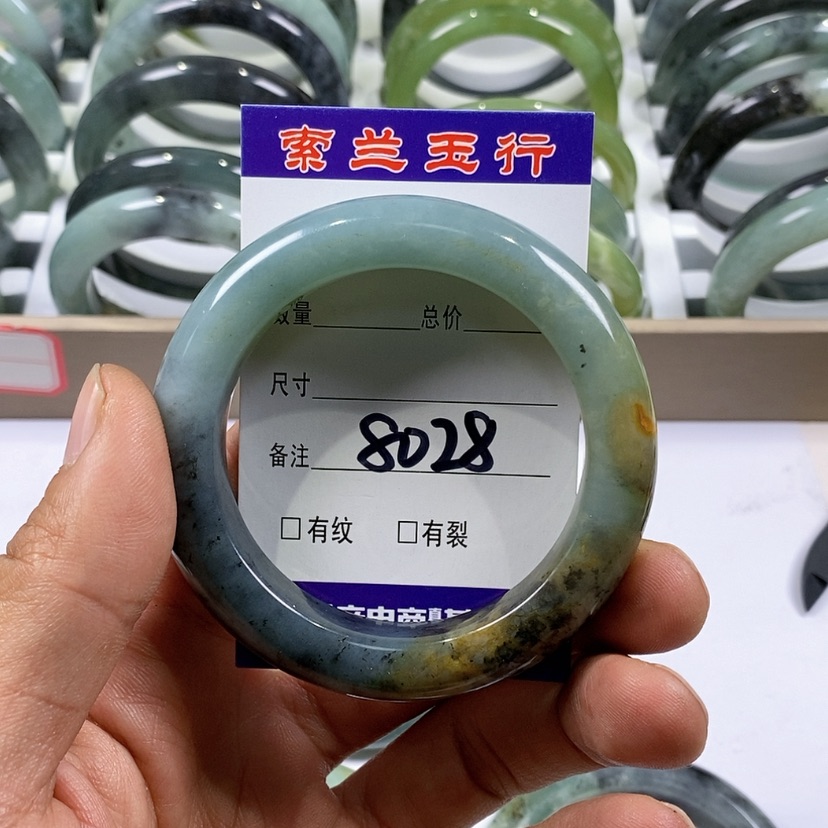 索兰玉行
数量 总价
尺寸
备注 8028
□有纹 □有裂